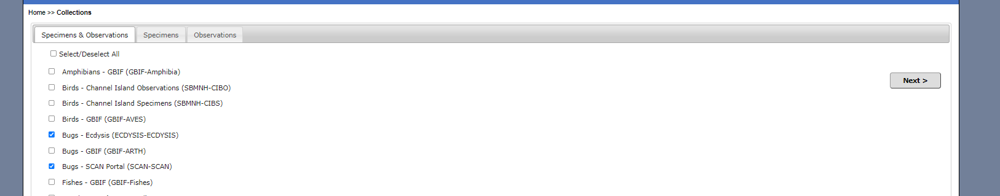 Home >> Collections
Specimens & Observations Specimens Observations
Select/Deselect All
Amphibians - GBIF (GBIF-Amphibia)
Next >
Birds - Channel Island Observations (SBMNH-CIBO)
Birds - Channel Island Specimens (SBMNH-CIBS)
Birds - GBIF (GBIF-AVES)
Bugs - Ecdysis (ECDYSIS-ECDYSIS)
Bugs - GBIF (GBIF-ARTH)
Bugs - SCAN Portal (SCAN-SCAN)
Fishes - GBIF (GBIF-Fishes)